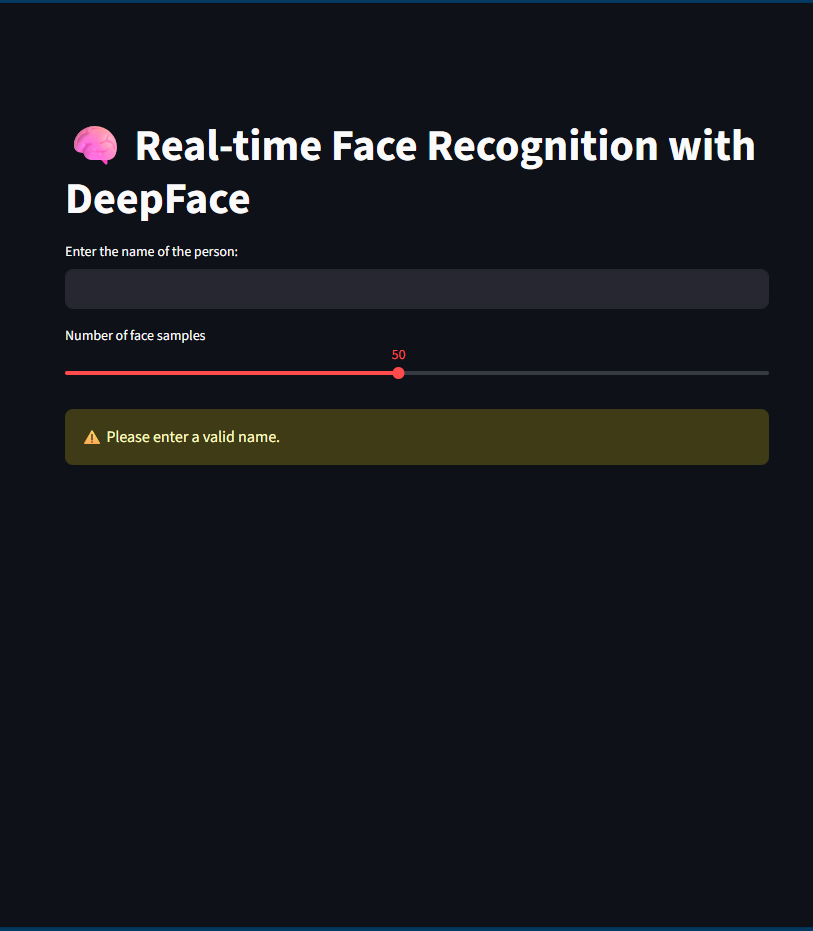 🧠 Real-time Face Recognition with
DeepFace
Enter the name of the person:
Number of face samples
50
⚠️ Please enter a valid name.